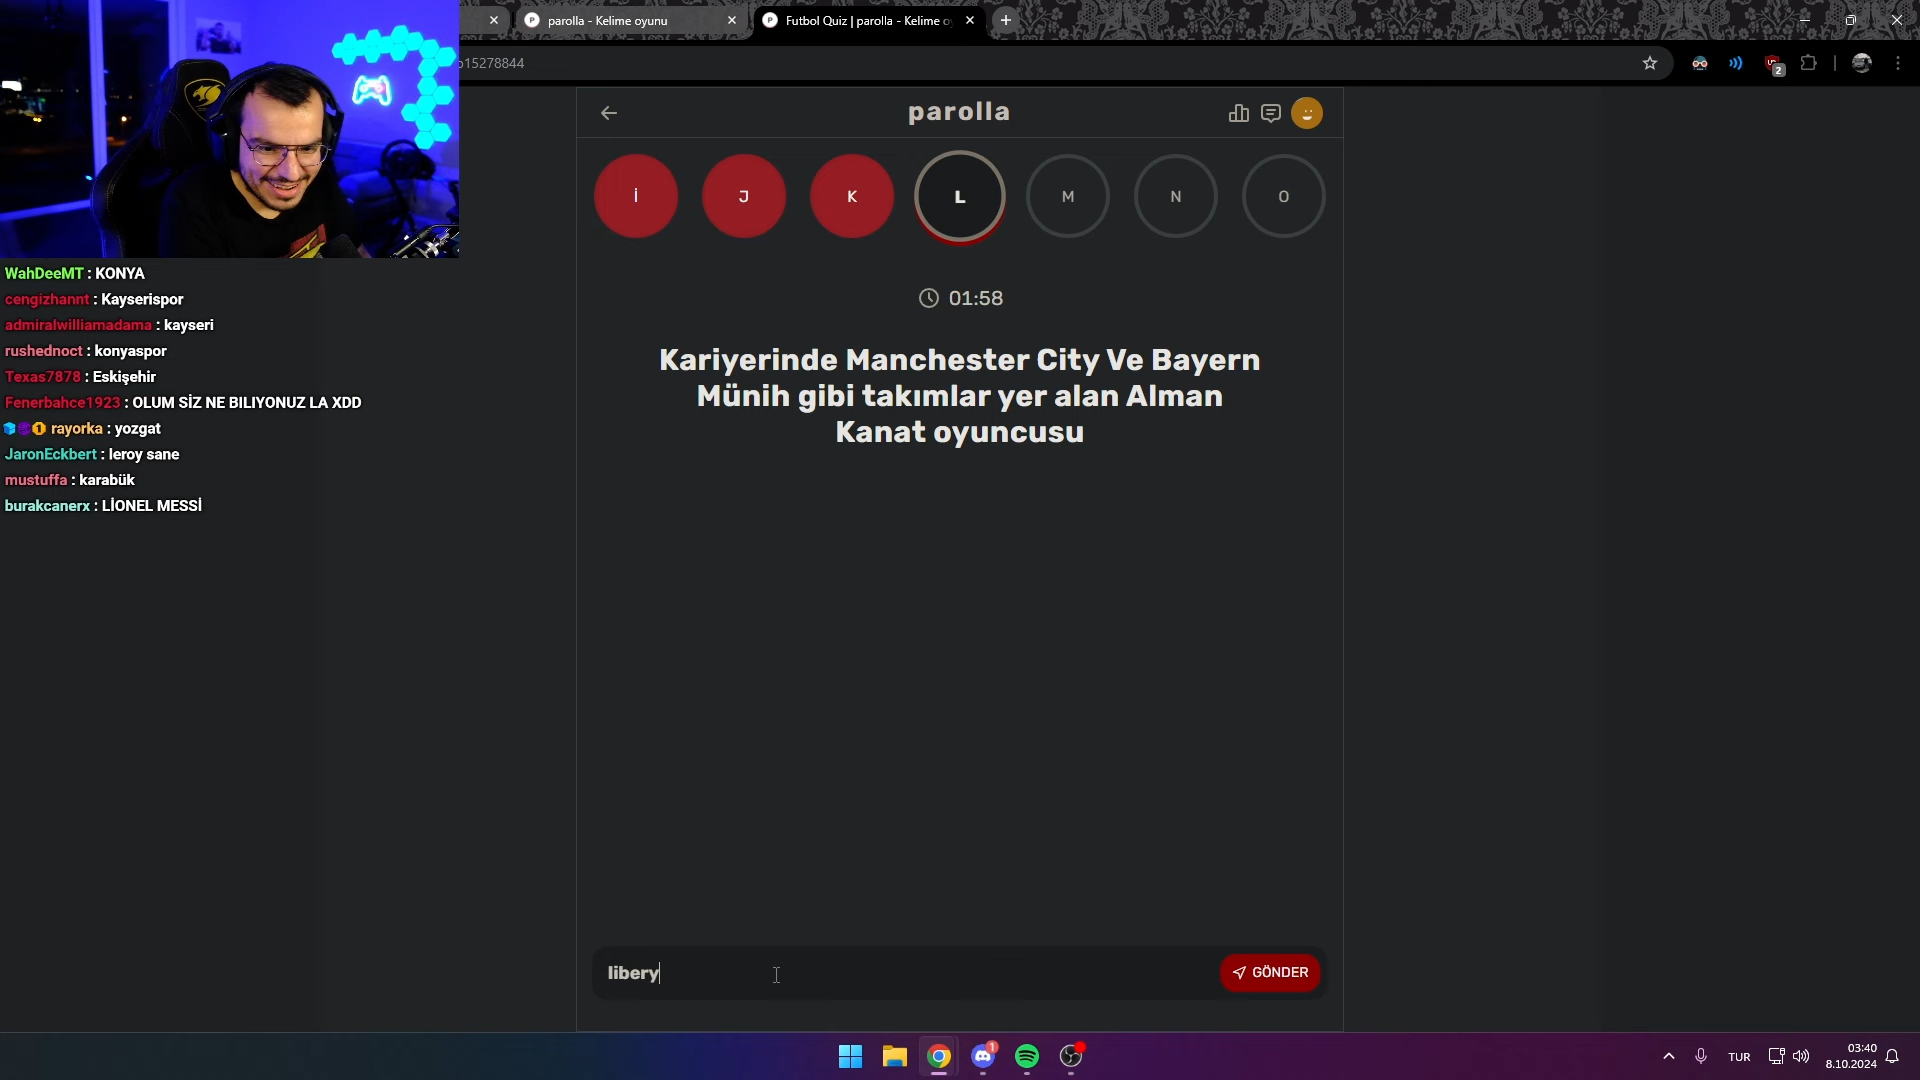 parolla - Kelime oyunu
Futbol Quiz | parolla - Kelime o
15278844
2
parolla
İ
J
K
L
M
N
O
01:58
Kariyerinde Manchester City Ve Bayern
Münih gibi takımlar yer alan Alman
Kanat oyuncusu
WahDeeMT : KONYA
cengizhannt : Kayserispor
admiralwilliamadama : kayseri
rushednoct : konyaspor
Texas7878 : Eskişehir
Fenerbahce1923 : OLUM SİZ NE BILIYONUZ LA XDD
1 rayorka : yozgat
JaronEckbert : leroy sane
mustuffa : karabük
burakcanerx : LİONEL MESSİ
libery
GÖNDER
1
TUR
03:40
8.10.2024